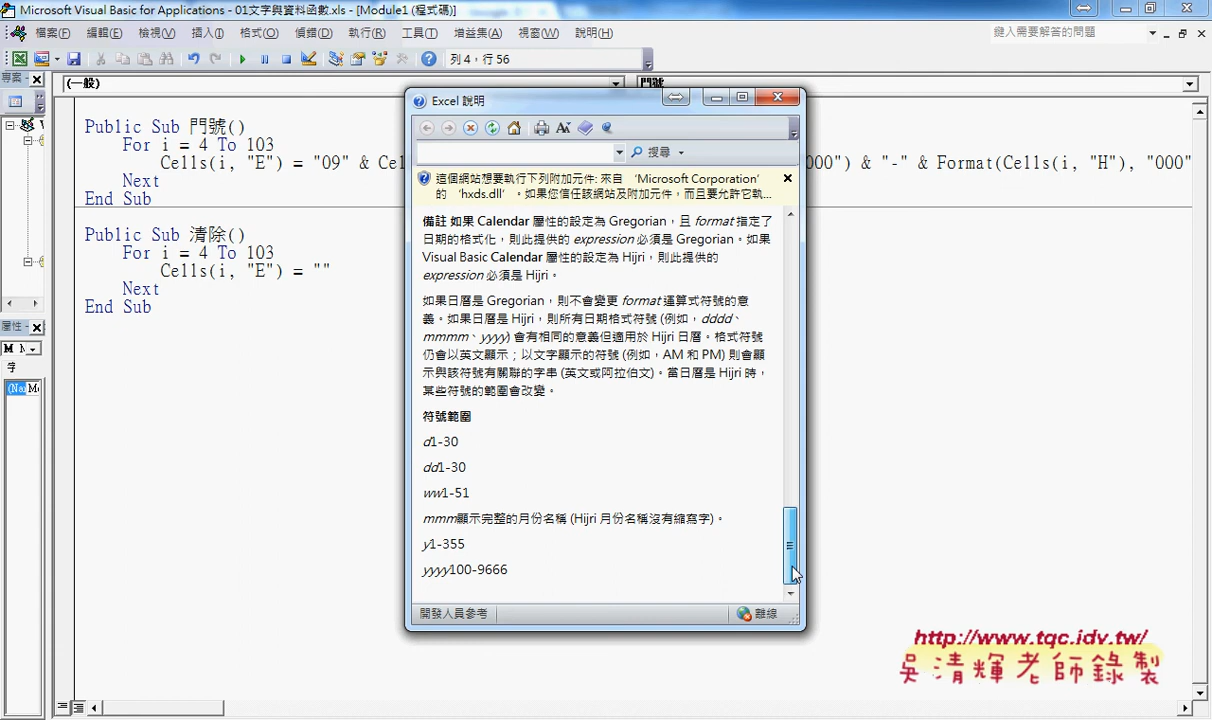 Microsoft Visual Basic for Applications - 01文字與資料函數.xls - [Module1 (程式碼)]
檔案(F) 編輯(E) 檢視(V) 插入(I) 格式(O) 偵錯(D) 執行(R) 工具(T) 增益集(A) 視窗(W) 說明(H)
鍵入需要解答的問題
列 4，行 56
專案
(一般)
門號
Public Sub 門號()
For i = 4 To 103
Cells(i, "E") = "09" & Cel
000") & "-" & Format(Cells(i, "H"), "000"
Next
End Sub
Public Sub 清除()
For i = 4 To 103
Cells(i, "E") = ""
Next
End Sub
屬性
(Na
Excel 說明
搜尋
這個網站想要執行下列附加元件: 來自 'Microsoft Corporation'
的 'hxds.dll'。如果您信任該網站及附加元件，而且要允許它執...
備註 如果 Calendar 屬性的設定為 Gregorian，且 format 指定了
日期的格式化，則此提供的 expression 必須是 Gregorian。如果
Visual Basic Calendar 屬性的設定為 Hijri，則此提供的
expression 必須是 Hijri。
如果日曆是 Gregorian，則不會變更 format 運算式符號的意
義。如果日曆是 Hijri，則所有日期格式符號 (例如，dddd、
mmmm、yyyy) 會有相同的意義但適用於 Hijri 日曆。格式符號
仍會以英文顯示；以文字顯示的符號 (例如，AM 和 PM) 則會顯
示與該符號有關聯的字串 (英文或阿拉伯文)。當日曆是 Hijri 時，
某些符號的範圍會改變。
符號範圍
d1-30
dd1-30
ww1-51
mmm顯示完整的月份名稱 (Hijri 月份名稱沒有縮寫字)。
y1-355
yyyy100-9666
開發人員參考
離線
http://www.tqc.idv.tw/
吳清輝老師錄製